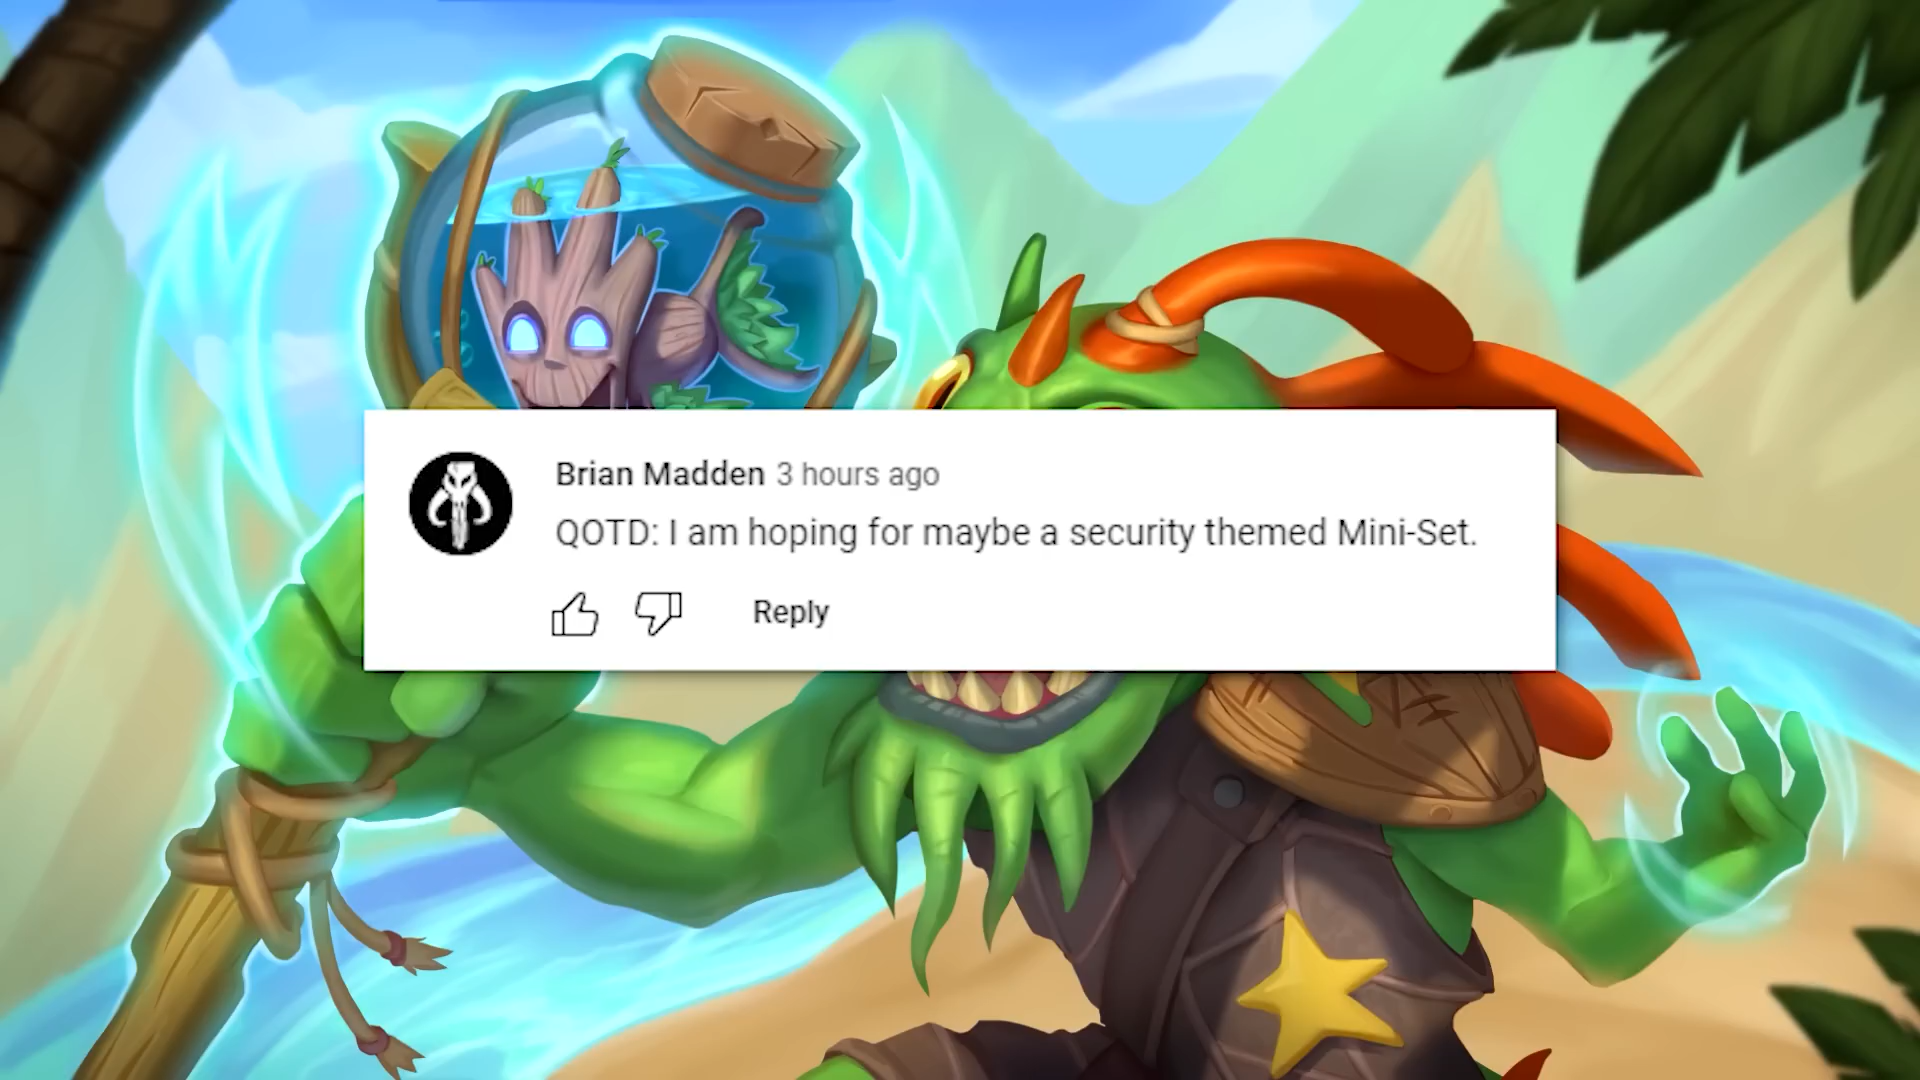 Brian Madden 3 hours ago
QOTD: I am hoping for maybe a security themed Mini-Set.
Reply